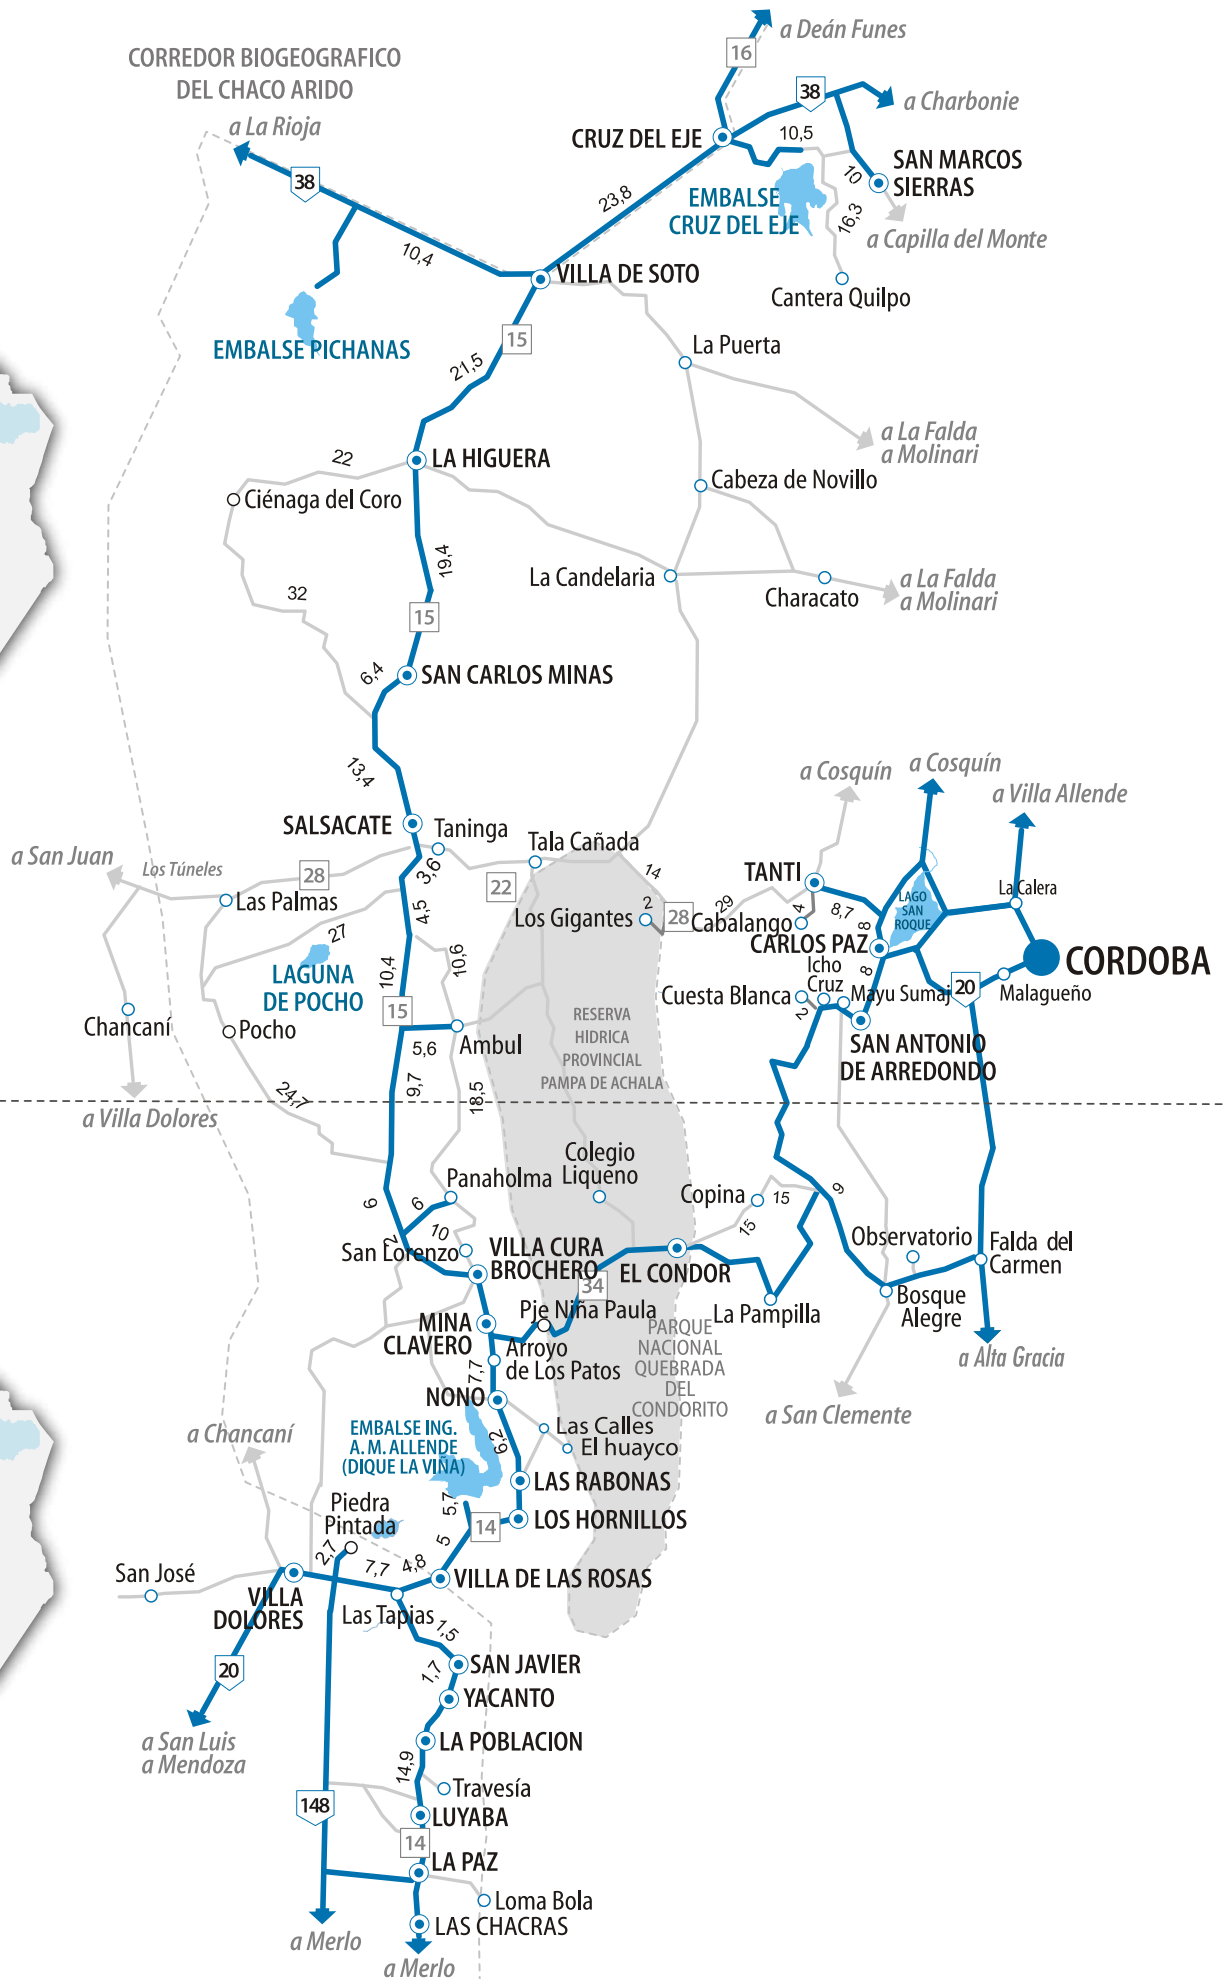 a Deán Funes
16
CORREDOR BIOGEOGRAFICO
DEL CHACO ARIDO
38
a Charbonie
a La Rioja
CRUZ DEL EJE
10,5
SAN MARCOS
SIERRAS
10
38
23,8
EMBALSE
CRUZ DEL EJE
16,3
a Capilla del Monte
10,4
VILLA DE SOTO
Cantera Quilpo
EMBALSE PICHANAS
15
La Puerta
21,5
a La Falda
a Molinari
22
LA HIGUERA
Cabeza de Novillo
Ciénaga del Coro
19,4
La Candelaria
a La Falda
a Molinari
Characato
32
15
6,4
SAN CARLOS MINAS
13,4
a Cosquín
a Cosquín
a Villa Allende
SALSACATE
Taninga
Tala Cañada
a San Juan
Los Túneles
28
3,6
22
14
TANTI
La Calera
Las Palmas
4,5
Los Gigantes
2
28
29
Cabalango
4
8,7
8
LAGO
SAN
ROQUE
27
CARLOS PAZ
CORDOBA
LAGUNA
DE POCHO
10,4
10,6
Icho
Cruz
8
20
Malagueño
Cuesta Blanca
2
Mayu Sumaj
Chancaní
15
Pocho
5,6
Ambul
RESERVA
HIDRICA
PROVINCIAL
PAMPA DE ACHALA
SAN ANTONIO
DE ARREDONDO
9,7
24,7
18,5
a Villa Dolores
Colegio
Liqueno
Panaholma
Copina
15
9
9
6
15
2
10
San Lorenzo
VILLA CURA
BROCHERO
EL CONDOR
Observatorio
Falda del
Carmen
34
La Pampilla
Bosque
Alegre
Pje Niña Paula
MINA
CLAVERO
PARQUE
NACIONAL
QUEBRADA
DEL
CONDORITO
a Alta Gracia
Arroyo
de Los Patos
7,7
NONO
a San Clemente
EMBALSE ING.
A. M. ALLENDE
(DIQUE LA VIÑA)
6,2
Las Calles
El huayco
a Chancaní
LAS RABONAS
Piedra
Pintada
5,7
14
LOS HORNILLOS
5
2,7
7,7
4,8
San José
VILLA
DOLORES
VILLA DE LAS ROSAS
Las Tapias
1,5
20
SAN JAVIER
1,7
YACANTO
a San Luis
a Mendoza
LA POBLACION
14,9
Travesía
148
LUYABA
14
LA PAZ
Loma Bola
LAS CHACRAS
a Merlo
a Merlo